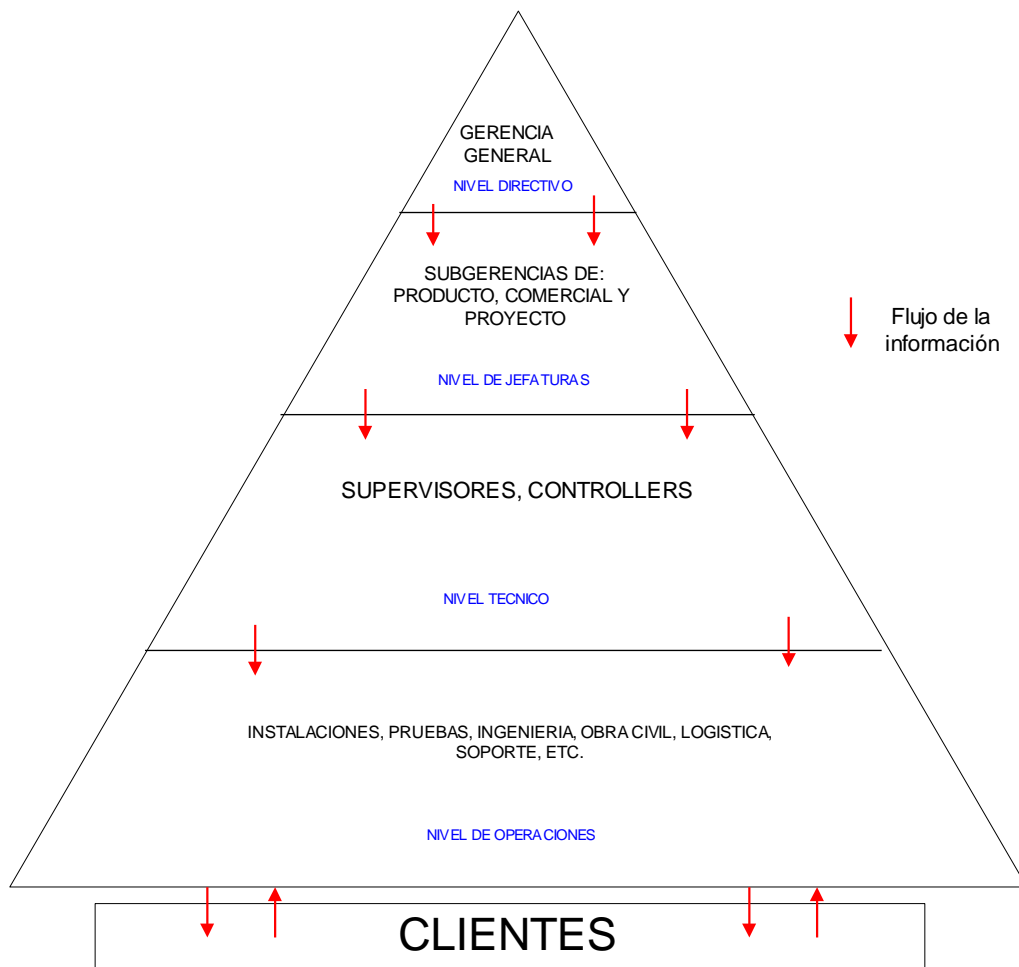 GERENCIA
GENERAL
NIVEL DIRECTIVO
SUBGERENCIAS DE:
PRODUCTO, COMERCIAL Y
PROYECTO
NIVEL DE JEFATURAS
Flujo de la
información
SUPERVISORES, CONTROLLERS
NIVEL TECNICO
INSTALACIONES, PRUEBAS, INGENIERIA, OBRA CIVIL, LOGISTICA,
SOPORTE, ETC.
NIVEL DE OPERACIONES
CLIENTES